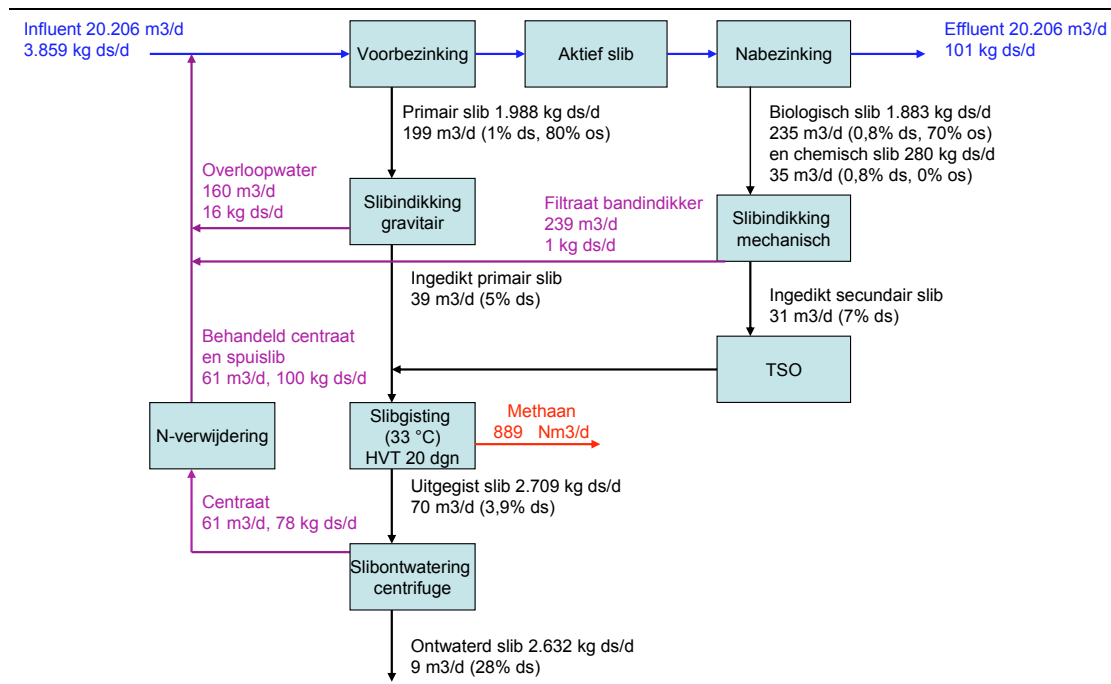 Influent 20.206 m3/d
3.859 kg ds/d
Voorbezinking
Aktief slib
Nabezinking
Effluent 20.206 m3/d
101 kg ds/d
Primair slib 1.988 kg ds/d
199 m3/d (1% ds, 80% os)
Biologisch slib 1.883 kg ds/d
235 m3/d (0,8% ds, 70% os)
en chemisch slib 280 kg ds/d
35 m3/d (0,8% ds, 0% os)
Overloopwater
160 m3/d
16 kg ds/d
Slibindikking
gravitair
Filtraat bandindikker
239 m3/d
1 kg ds/d
Slibindikking
mechanisch
Ingedikt primair slib
39 m3/d (5% ds)
Ingedikt secundair slib
31 m3/d (7% ds)
Behandeld centraat
en spuislib
61 m3/d, 100 kg ds/d
TSO
N-verwijdering
Slibgisting
(33 °C)
HVT 20 dgn
Methaan
889 Nm3/d
Uitgegist slib 2.709 kg ds/d
70 m3/d (3,9% ds)
Centraat
61 m3/d, 78 kg ds/d
Slibontwatering
centrifuge
Ontwaterd slib 2.632 kg ds/d
9 m3/d (28% ds)